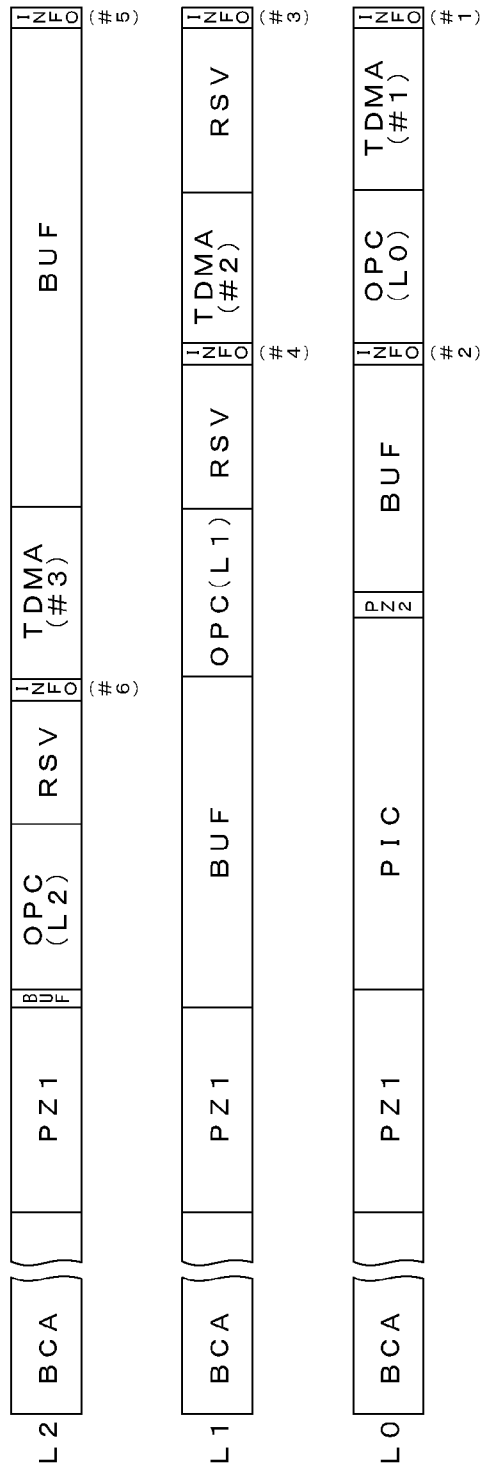 L2
BCA
PZ1
BUF
OPC
(L2)
RSV
INFO
(#6)
TDMA
(#3)
BUF
INFO
(#5)
L1
BCA
PZ1
BUF
OPC(L1)
RSV
INFO
(#4)
TDMA
(#2)
RSV
INFO
(#3)
L0
BCA
PZ1
PIC
PZ2
BUF
INFO
(#2)
OPC
(L0)
TDMA
(#1)
INFO
(#1)